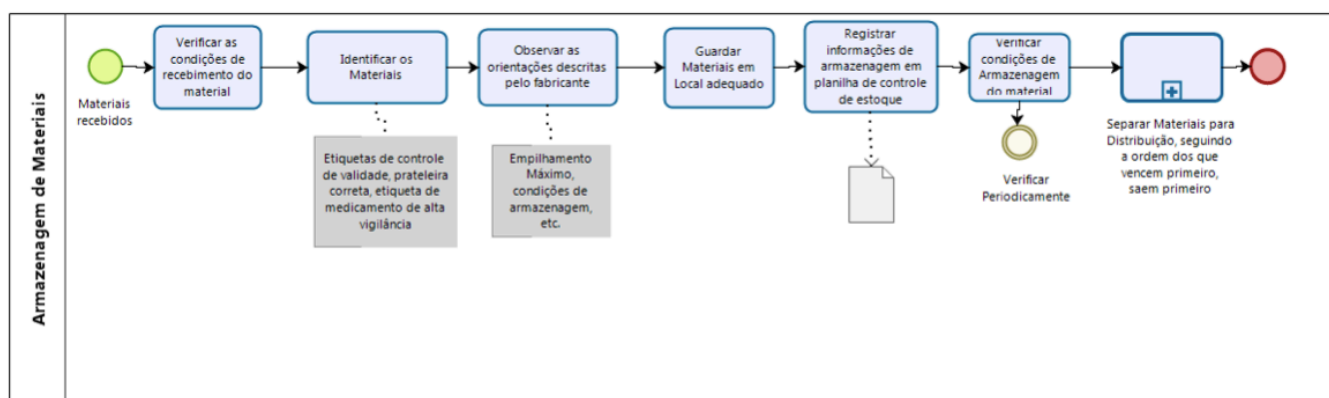 Armazenagem de Materiais
Materiais
recebidos
Verificar as
condições de
recebimento do
material
Identificar os
Materiais
Etiquetas de controle
de validade, prateleira
correta, etiqueta de
medicamento de alta
vigilância
Observar as
orientações descritas
pelo fabricante
Empilhamento
Máximo,
condições de
armazenagem,
etc.
Guardar
Materiais em
Local adequado
Registrar
informações de
armazenagem em
planilha de controle
de estoque
Verificar
condições de
Armazenagem
do material
Verificar
Periodicamente
Separar Materiais para
Distribuição, seguindo
a ordem dos que
vencem primeiro,
saem primeiro